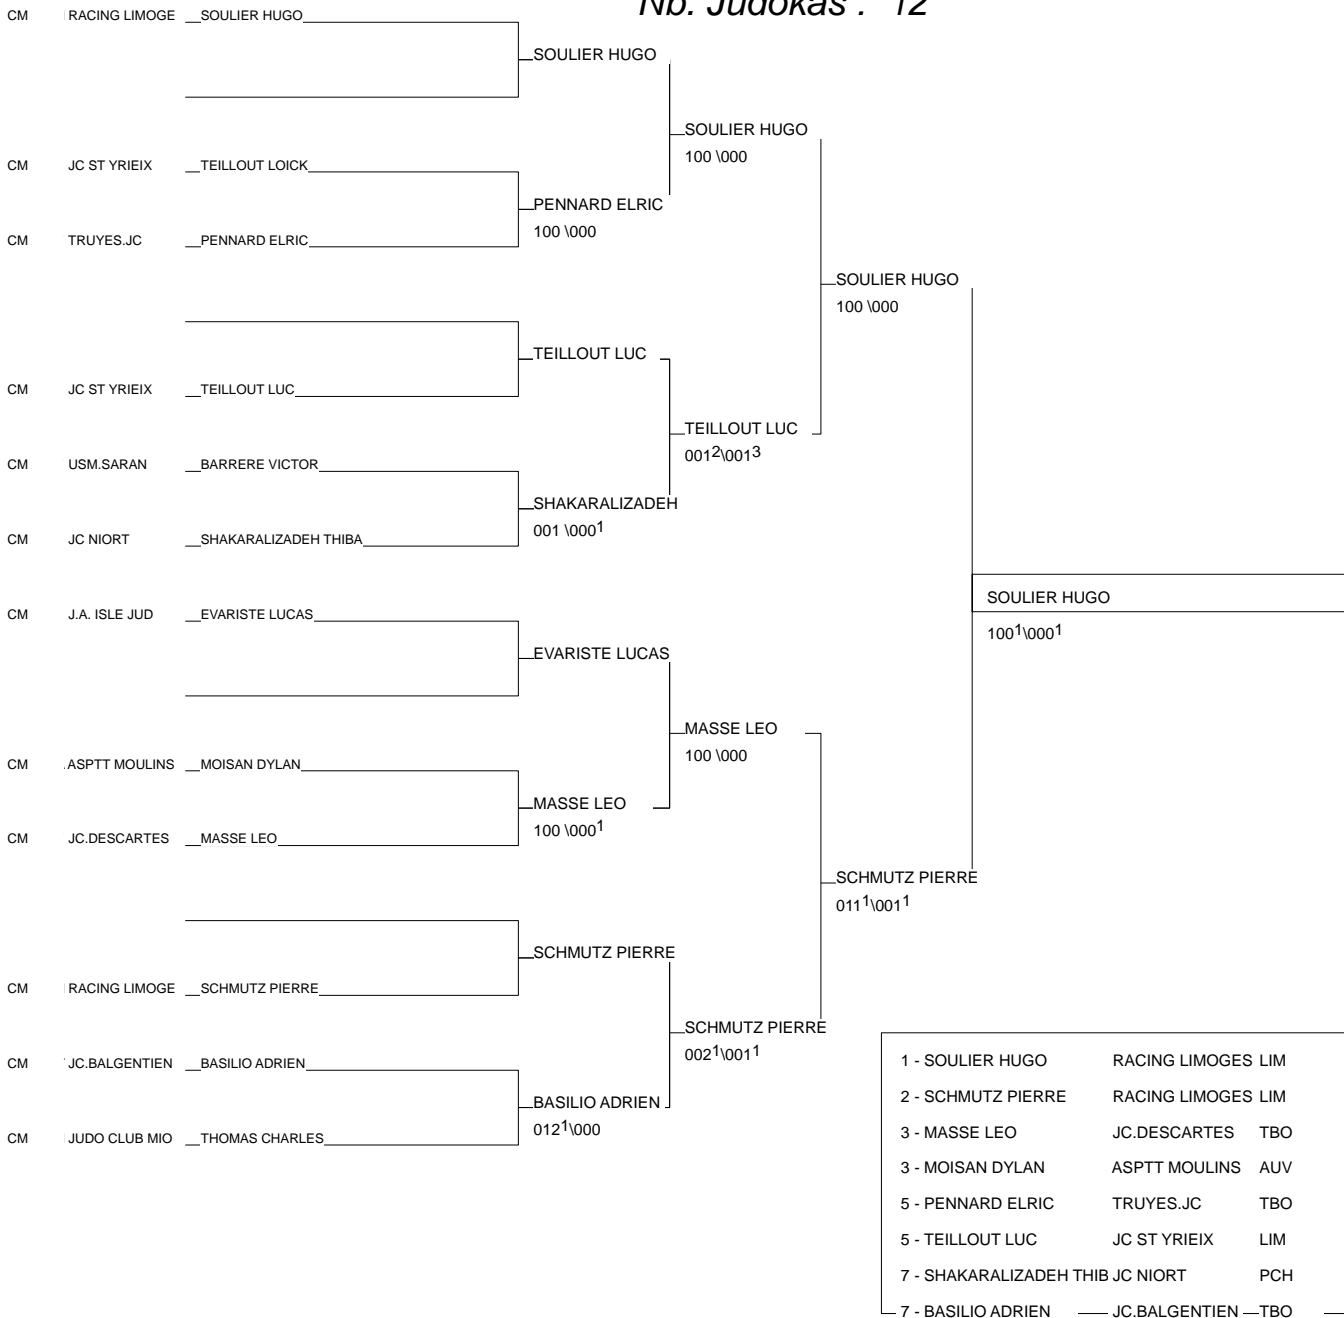 Nb. Judokas : 12
CM RACING LIMOGE SOULIER HUGO
SOULIER HUGO
SOULIER HUGO
100 \000
CM JC ST YRIEIX TEILLOUT LOICK
PENNARD ELRIC
100 \000
CM TRUYES.JC PENNARD ELRIC
SOULIER HUGO
100 \000
TEILLOUT LUC
CM JC ST YRIEIX TEILLOUT LUC
TEILLOUT LUC
001² \001³
CM USM.SARAN BARRERE VICTOR
SHAKARALIZADEH
001 \000¹
CM JC NIORT SHAKARALIZADEH THIBA
SOULIER HUGO
100¹\000¹
CM J.A. ISLE JUD EVARISTE LUCAS
EVARISTE LUCAS
MASSE LEO
100 \000
CM ASPTT MOULINS MOISAN DYLAN
MASSE LEO
100 \000¹
CM JC.DESCARTES MASSE LEO
SCHMUTZ PIERRE
011¹\001¹
SCHMUTZ PIERRE
CM RACING LIMOGE SCHMUTZ PIERRE
SCHMUTZ PIERRE
002¹\001¹
CM JC.BALGENTIEN BASILIO ADRIEN
BASILIO ADRIEN
012¹\000
CM JUDO CLUB MIO THOMAS CHARLES
1 - SOULIER HUGO RACING LIMOGES LIM
2 - SCHMUTZ PIERRE RACING LIMOGES LIM
3 - MASSE LEO JC.DESCARTES TBO
3 - MOISAN DYLAN ASPTT MOULINS AUV
5 - PENNARD ELRIC TRUYES.JC TBO
5 - TEILLOUT LUC JC ST YRIEIX LIM
7 - SHAKARALIZADEH THIB JC NIORT PCH
7 - BASILIO ADRIEN JC.BALGENTIEN TBO